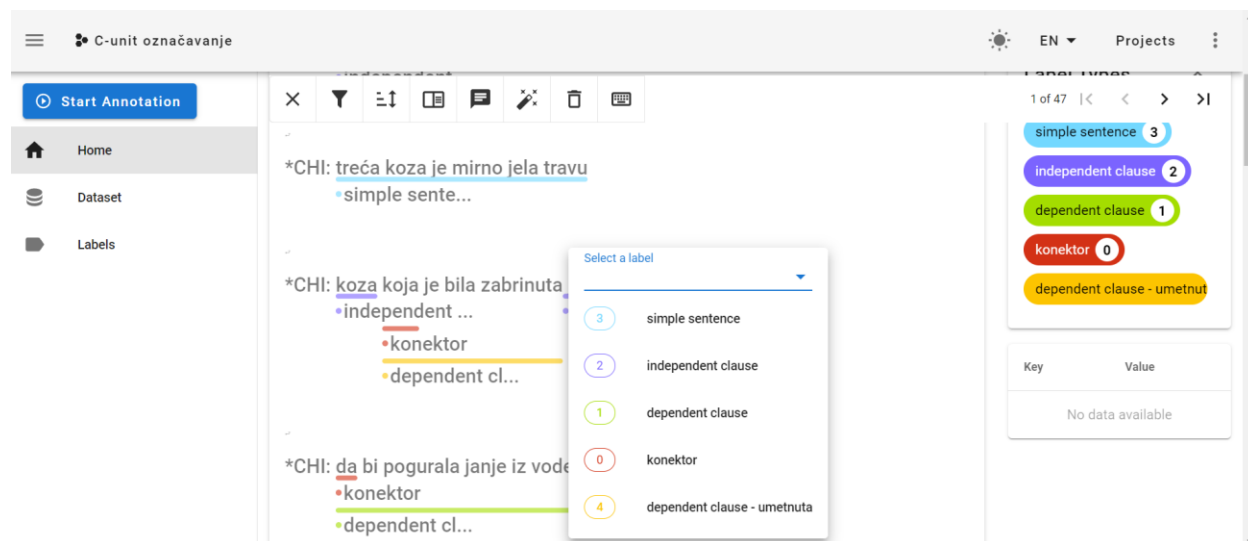 C-unit označavanje
EN
Projects
Start Annotation
Home
Dataset
Labels
1 of 47
*CHI: treća koza je mirno jela travu
simple sente...
*CHI: koza koja je bila zabrinuta
independent ...
konektor
dependent cl...
*CHI: da bi pogurala janje iz vode
konektor
dependent cl...
Select a label
3 simple sentence
2 independent clause
1 dependent clause
0 konektor
4 dependent clause - umetnuta
Label Types
simple sentence 3
independent clause 2
dependent clause 1
konektor 0
dependent clause - umetnut
Key Value
No data available